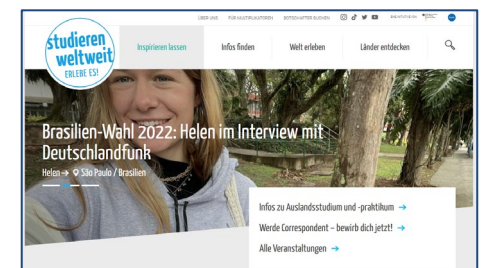 ÜBER UNS FÜR MULTIPLIKATOREN BOTSCHAFTER BUCHEN
studieren
weltweit
ERLEBE ES!
Inspirieren lassen Infos finden Welt erleben Länder entdecken
Brasilien-Wahl 2022: Helen im Interview mit
Deutschlandfunk
Helen → São Paulo / Brasilien
Infos zu Auslandsstudium und -praktikum →
Werde Correspondent – bewirb dich jetzt! →
Alle Veranstaltungen →